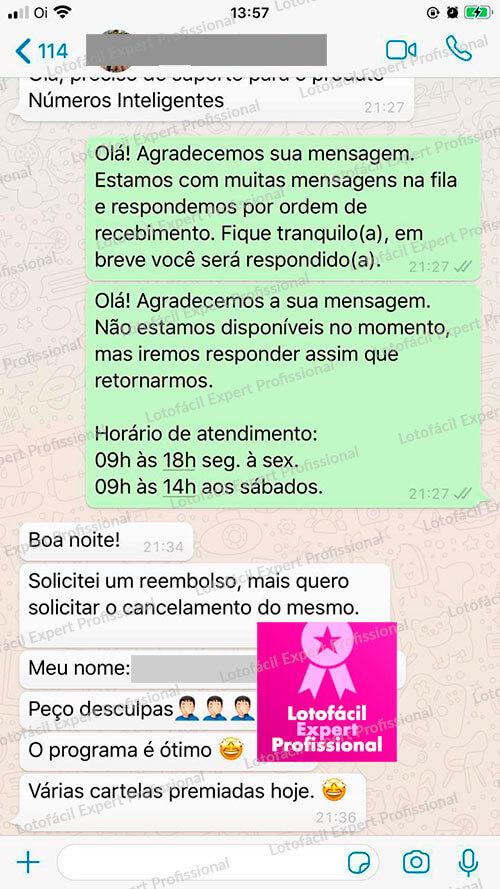 Oi
13:57
114
Olá, preciso de suporte para o produto
Números Inteligentes
21:27
Olá! Agradecemos sua mensagem.
Estamos com muitas mensagens na fila
e respondemos por ordem de
recebimento. Fique tranquilo(a), em
breve você será respondido(a).
21:27
Olá! Agradecemos a sua mensagem.
Não estamos disponíveis no momento,
mas iremos responder assim que
retornarmos.
Horário de atendimento:
09h às 18h seg. à sex.
09h às 14h aos sábados.
21:27
Boa noite!
21:34
Solicitei um reembolso, mais quero
solicitar o cancelamento do mesmo.
Meu nome:
Peço desculpas
O programa é ótimo
Várias cartelas premiadas hoje.
21:36
Lotofácil
Expert
Profissional
Lotofácil Expert Profissional